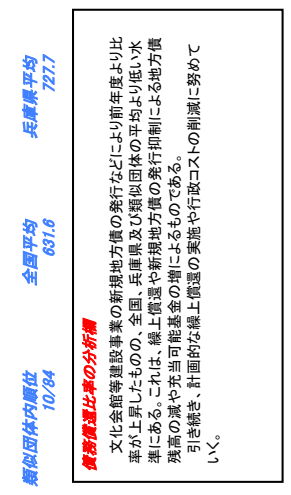 類似団体内順位 全国平均 兵庫県平均
10/84 631.6 727.7
債務償還比率の分析欄
文化会館等建設事業の新規地方債の発行などにより前年度より比
率が上昇したものの、全国、兵庫県及び類似団体の平均より低い水
準にある。これは、繰上償還や新規地方債の発行抑制による地方債
残高の減や充当可能基金の増によるものである。
引き続き、計画的な繰上償還の実施や行政コストの削減に努めて
いく。